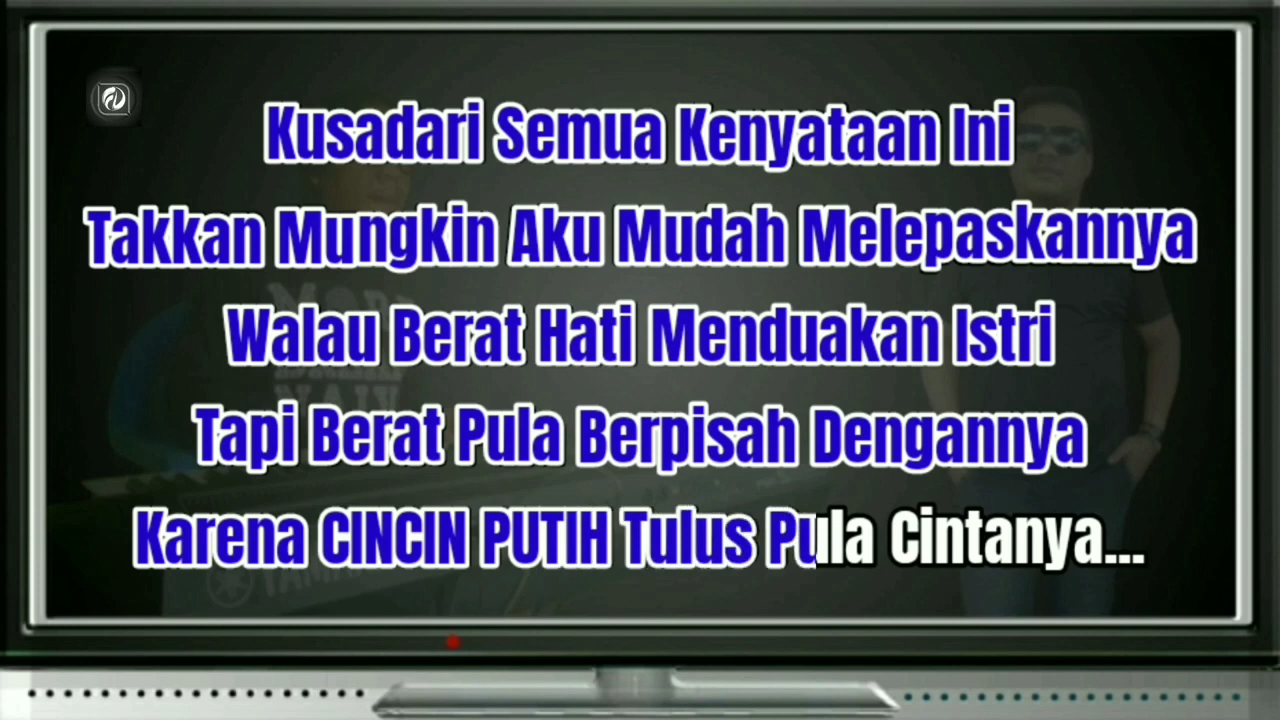 Kusadari Semua Kenyataan Ini
Takkan Mungkin Aku Mudah Melepaskannya
Walau Berat Hati Menduakan Istri
Tapi Berat Pula Berpisah Dengannya
Karena CINCIN PUTIH Tulus Pula Cintanya...